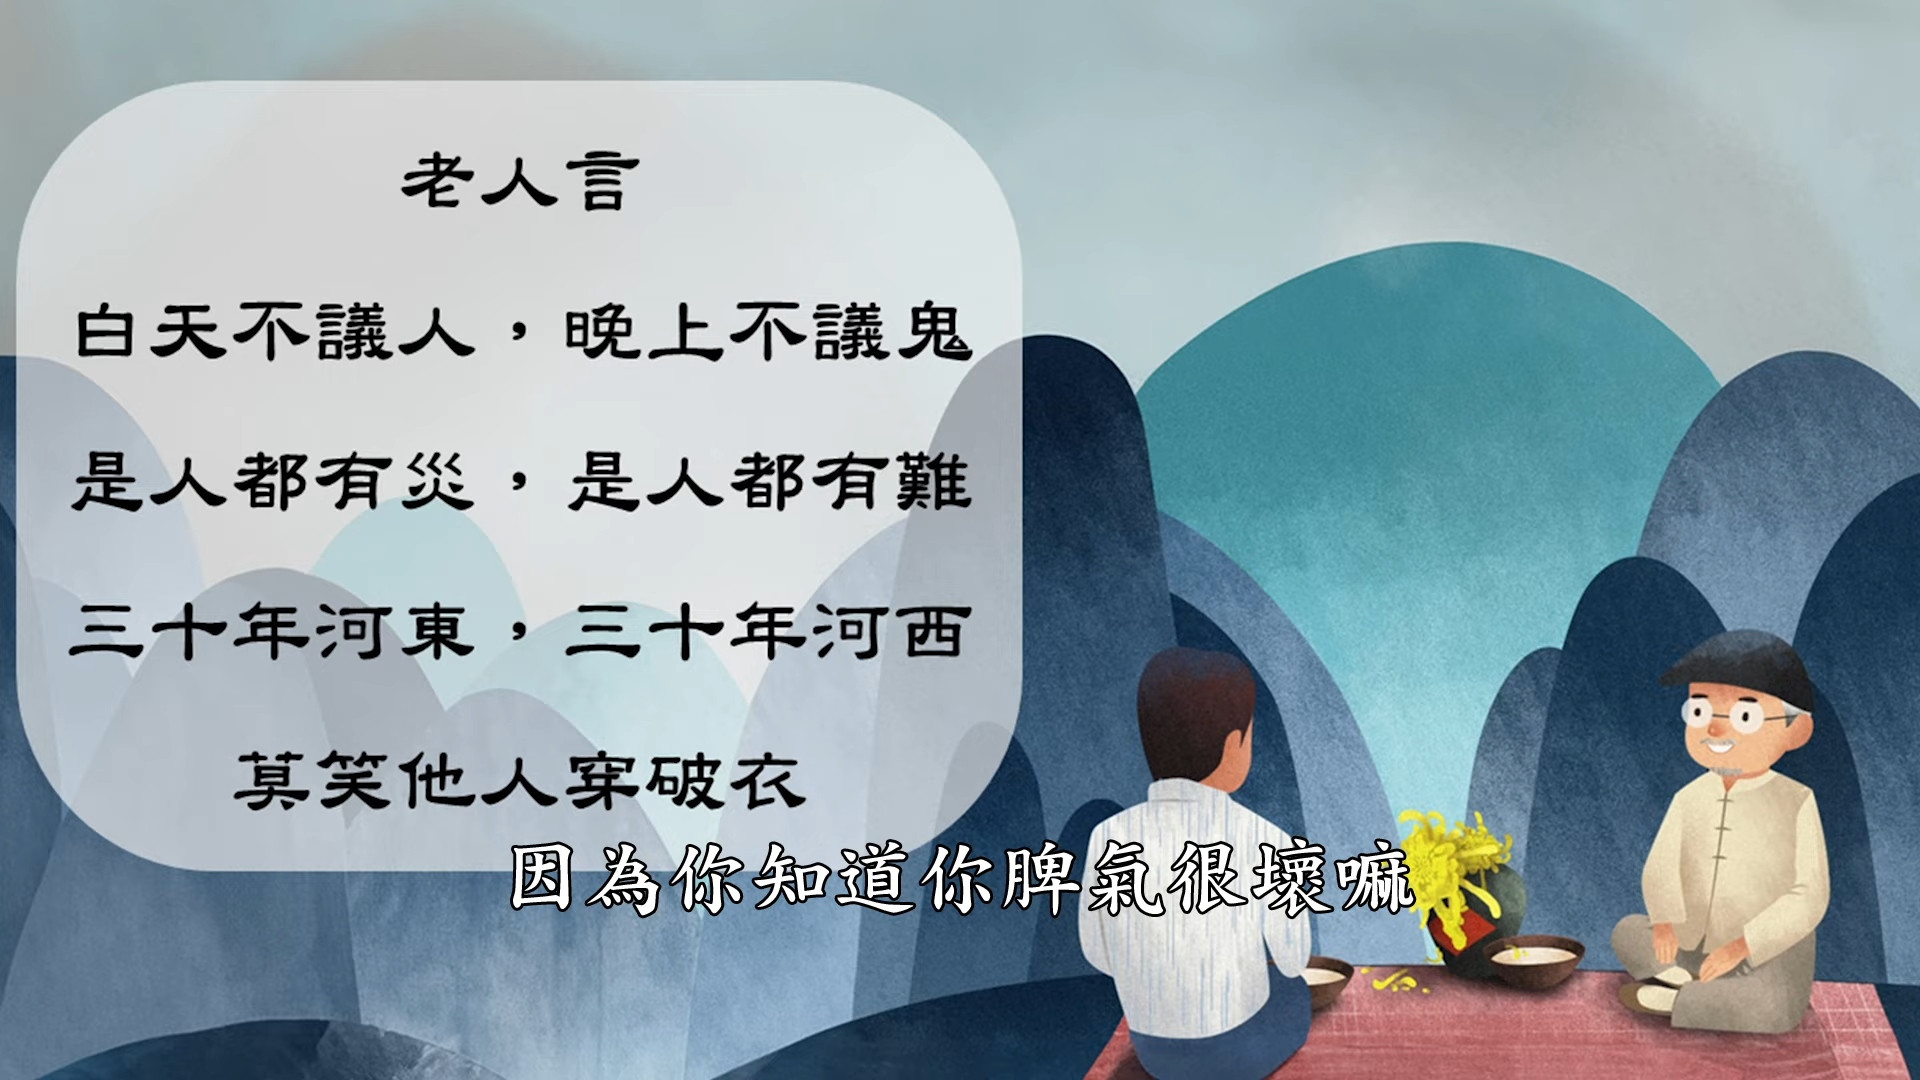 老人言
白天不議人，晚上不議鬼
是人都有災，是人都有難
三十年河東，三十年河西
莫笑他人穿破衣
因為你知道你脾氣很壞嘛